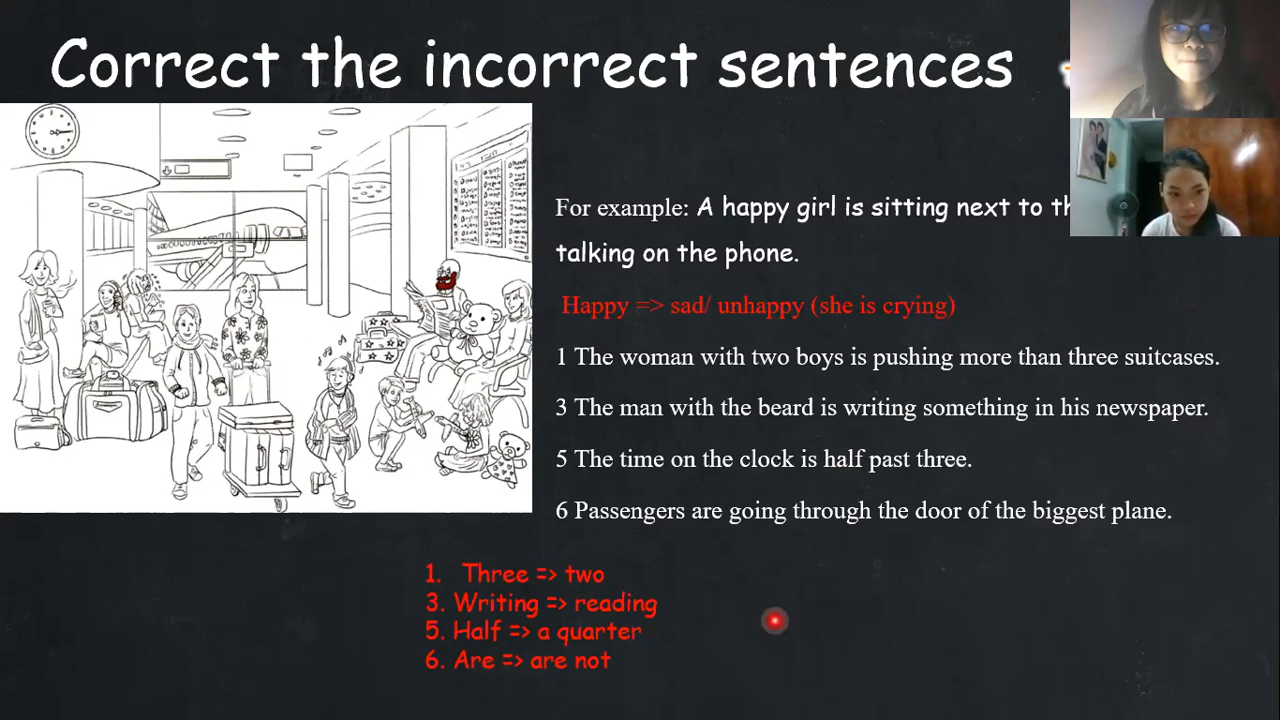 Correct the incorrect sentences
For example: A happy girl is sitting next to
talking on the phone.
Happy => sad/ unhappy (she is crying)
1 The woman with two boys is pushing more than three suitcases.
3 The man with the beard is writing something in his newspaper.
5 The time on the clock is half past three.
6 Passengers are going through the door of the biggest plane.
1. Three => two
3. Writing => reading
5. Half => a quarter
6. Are => are not